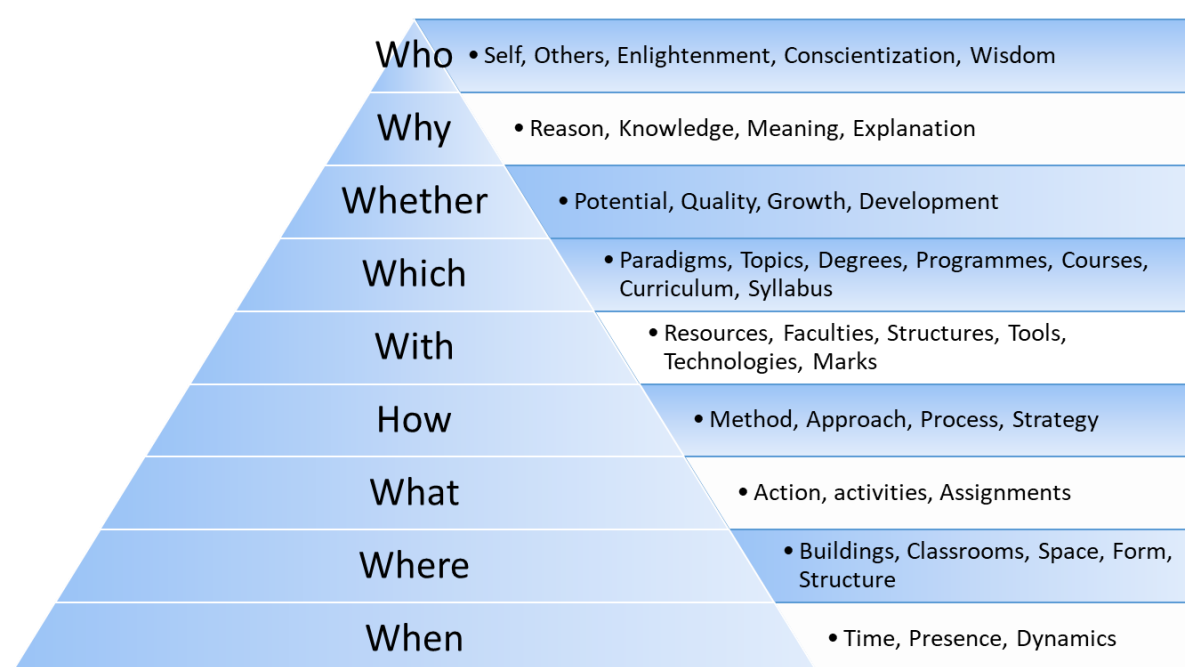 Who
• Self, Others, Enlightenment, Conscientization, Wisdom
Why
• Reason, Knowledge, Meaning, Explanation
Whether
• Potential, Quality, Growth, Development
Which
• Paradigms, Topics, Degrees, Programmes, Courses,
Curriculum, Syllabus
With
• Resources, Faculties, Structures, Tools,
Technologies, Marks
How
• Method, Approach, Process, Strategy
What
• Action, activities, Assignments
Where
• Buildings, Classrooms, Space, Form,
Structure
When
• Time, Presence, Dynamics